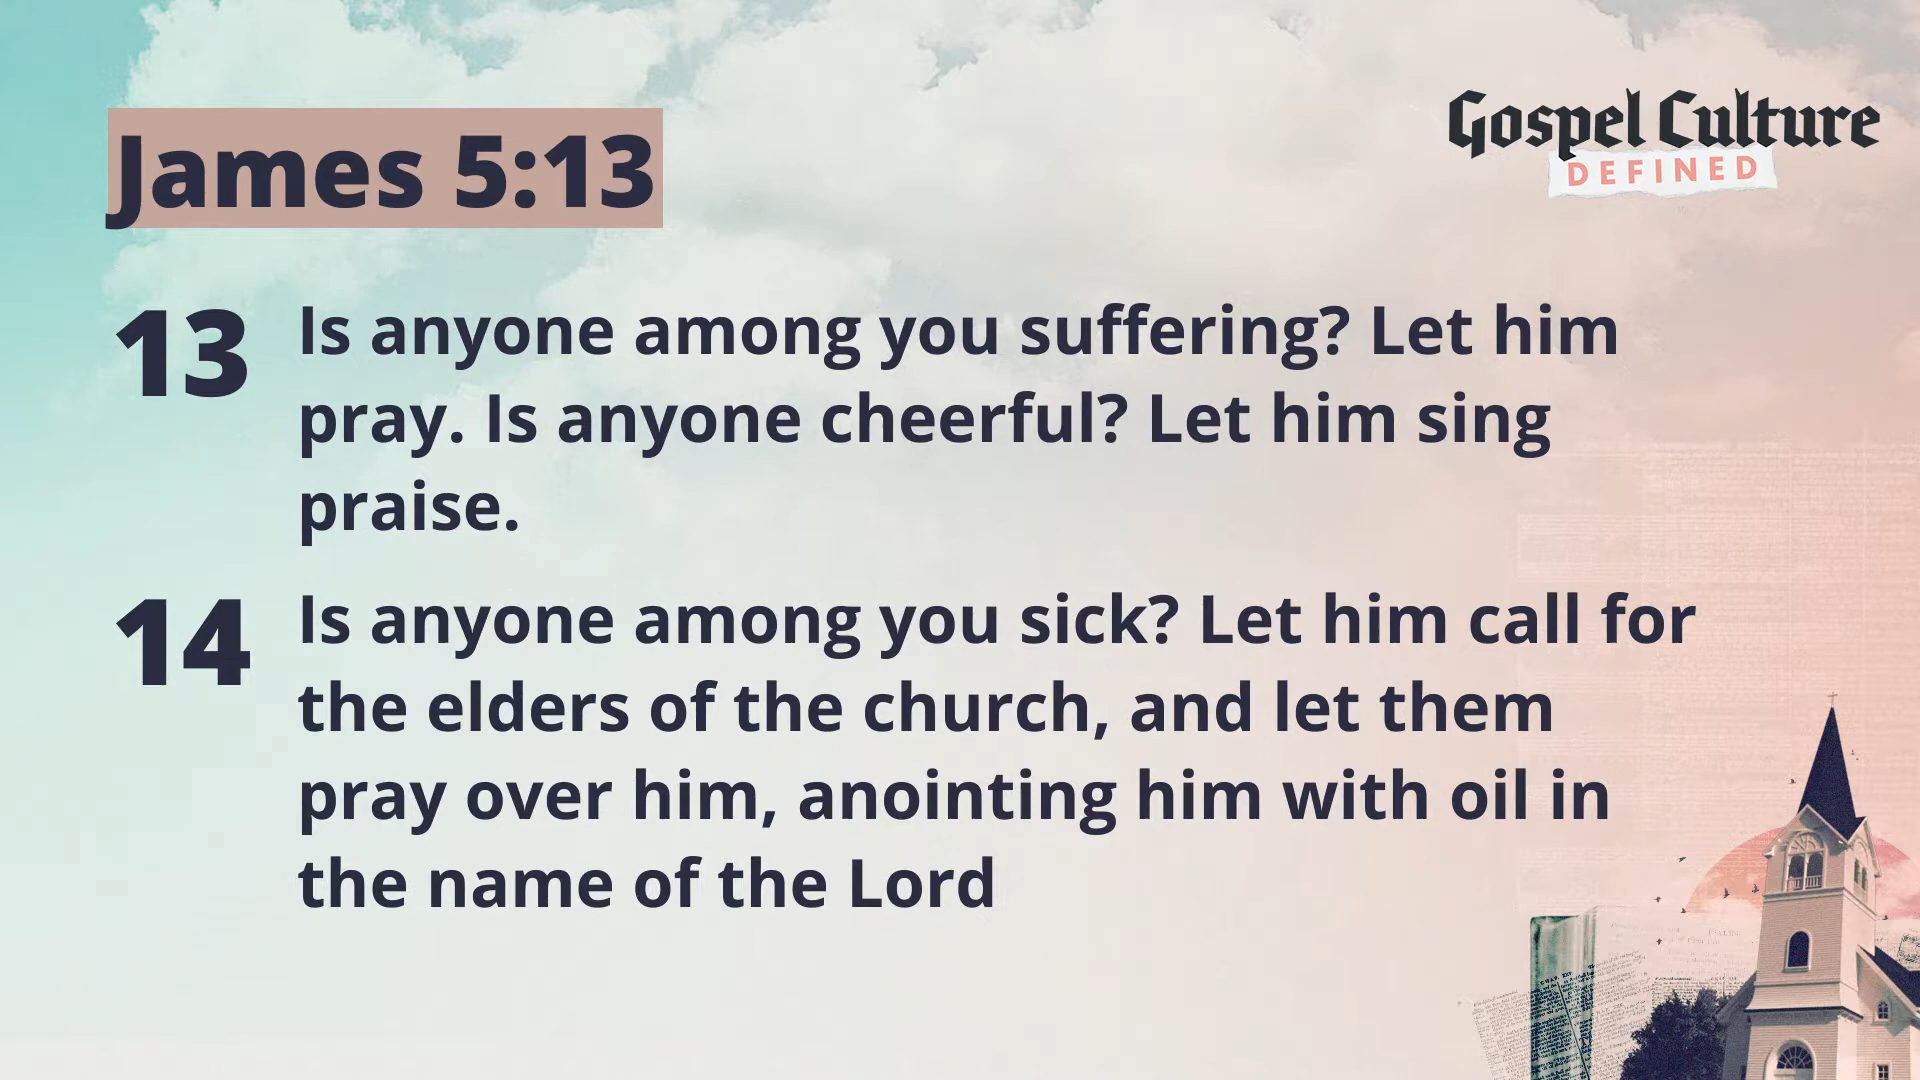 James 5:13
Gospel Culture
DEFINED
13 Is anyone among you suffering? Let him
pray. Is anyone cheerful? Let him sing
praise.
14 Is anyone among you sick? Let him call for
the elders of the church, and let them
pray over him, anointing him with oil in
the name of the Lord